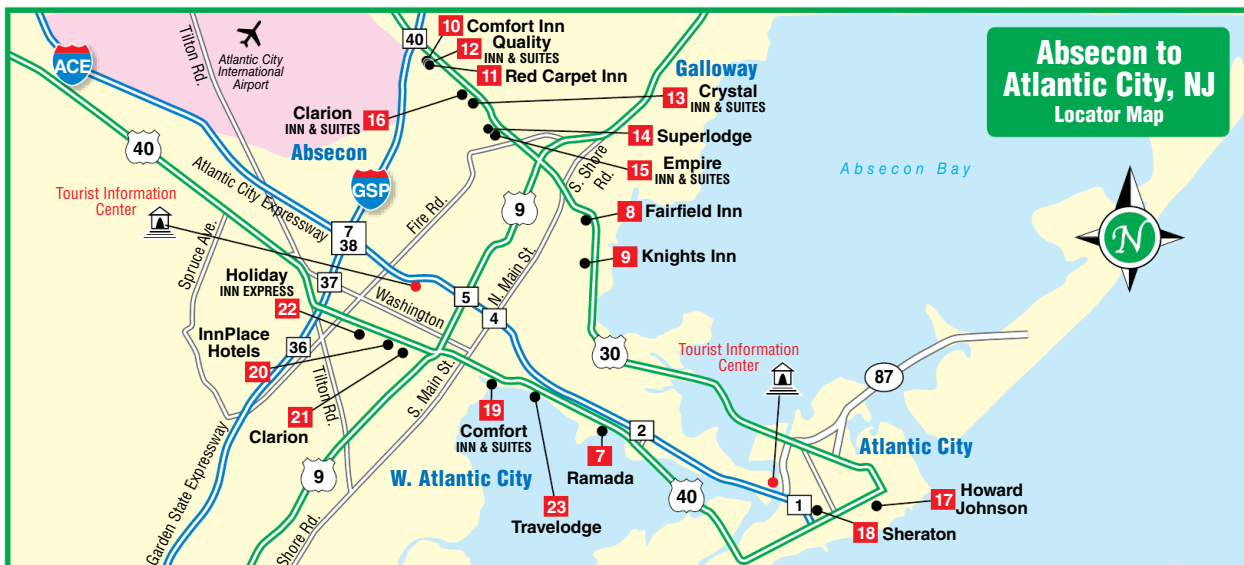 Absecon to
Atlantic City, NJ
Locator Map
N
ACE
Tilton Rd.
Atlantic City
International
Airport
40
10 Comfort Inn
12 Quality
INN & SUITES
11 Red Carpet Inn
Galloway
13 Crystal
INN & SUITES
Clarion
INN & SUITES
16
14 Superlodge
15 Empire
INN & SUITES
Absecon
40
GSP
Atlantic City Expressway
Tourist Information
Center
Spruce Ave.
Fire Rd.
S. Shore
Rd.
9
8 Fairfield Inn
9 Knights Inn
Absecon Bay
7
38
37
Washington
N. Main St.
5
4
Holiday
INN EXPRESS
22
InnPlace
Hotels
20
36
21
Clarion
Tilton Rd.
S. Main St.
30
Tourist Information
Center
87
19
Comfort
INN & SUITES
2
7
Ramada
Atlantic City
W. Atlantic City
9
23
Travelodge
40
1
17 Howard
Johnson
18 Sheraton
Garden State Expressway
Shore Rd.